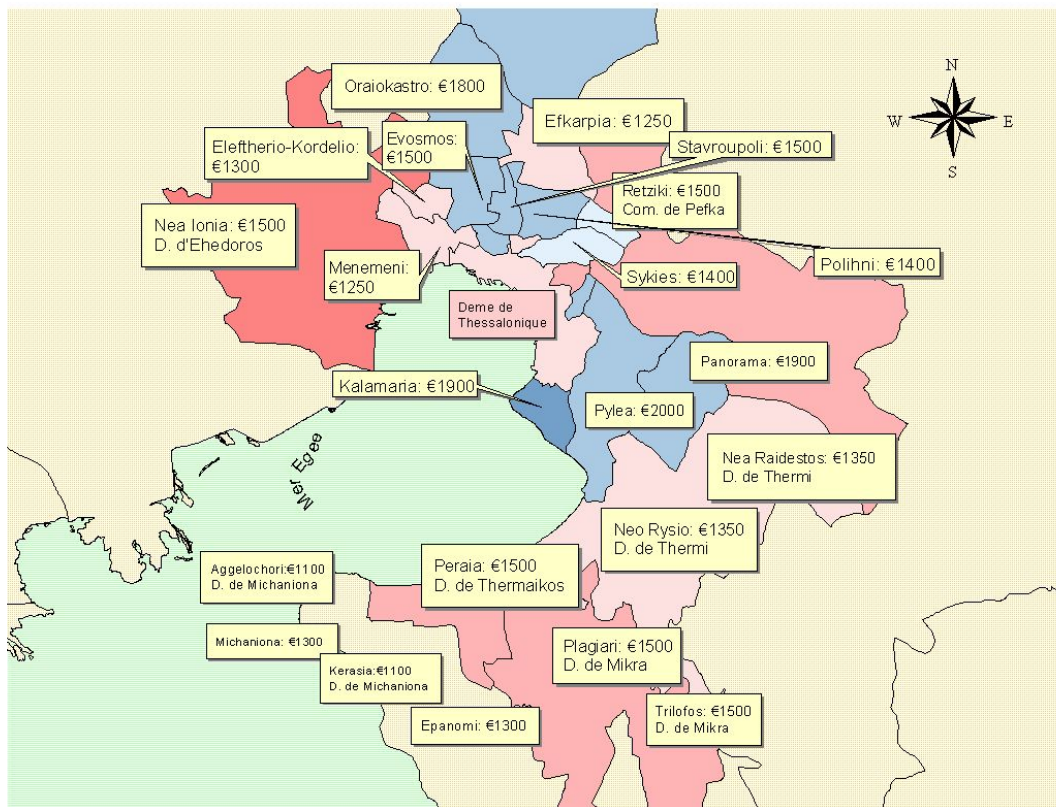 N
W E
S
Oraiokastro: €1800
Efkarpia: €1250
Eleftherio-Kordelio:
€1300
Evosmos:
€1500
Stavroupoli: €1500
Retziki: €1500
Com. de Pefka
Nea Ionia: €1500
D. d'Ehedoros
Menemeni:
€1250
Sykies: €1400
Polihni: €1400
Deme de
Thessalonique
Panorama: €1900
Kalamaria: €1900
Pylea: €2000
Nea Raidestos: €1350
D. de Thermi
Mer Egee
Neo Rysio: €1350
D. de Thermi
Aggelochori:€1100
D. de Michaniona
Peraia: €1500
D. de Thermaikos
Michaniona: €1300
Plagiari: €1500
D. de Mikra
Kerasia:€1100
D. de Michaniona
Epanomi: €1300
Trilofos: €1500
D. de Mikra